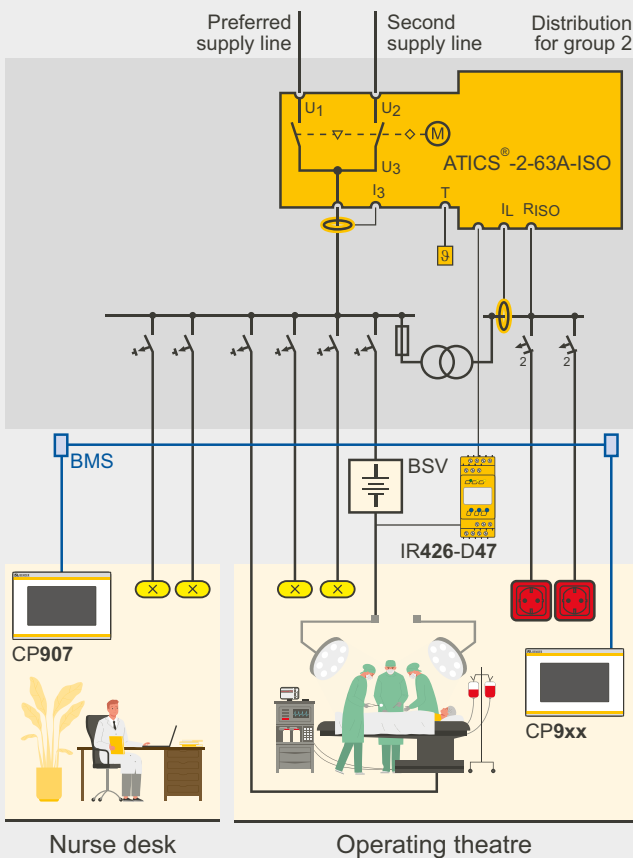 Preferred
supply line
Second
supply line
Distribution
for group 2
U1
U2
M
ATICS®-2-63A-ISO
U3
I3
T
IL
RISO
ϑ
2
2
BMS
BSV
IR426-D47
CP907
CP9xx
Nurse desk
Operating theatre